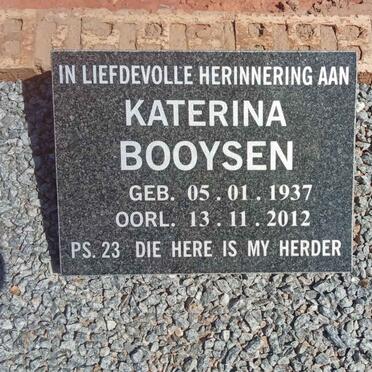 IN LIEFDEVOLLE HERINNERING AAN
KATERINA
BOOYSEN
GEB. 05.01.1937
OORL. 13.11.2012
PS. 23 DIE HERE IS MY HERDER